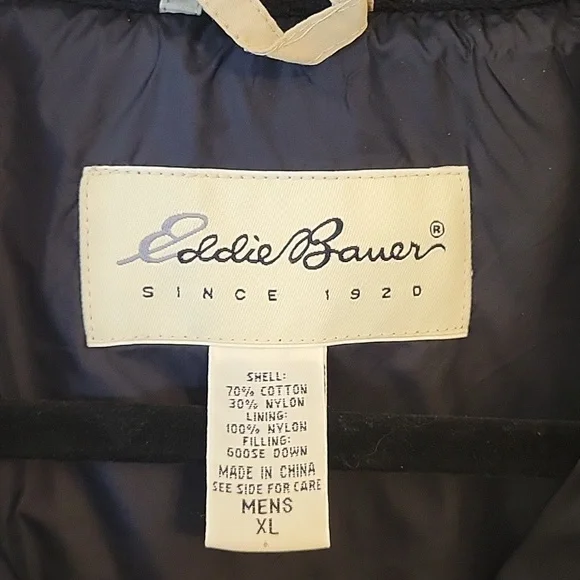 Eddie Bauer®
SINCE 1920
SHELL:
70% COTTON
30% NYLON
LINING:
100% NYLON
FILLING:
GOOSE DOWN
MADE IN CHINA
SEE SIDE FOR CARE
MENS
XL